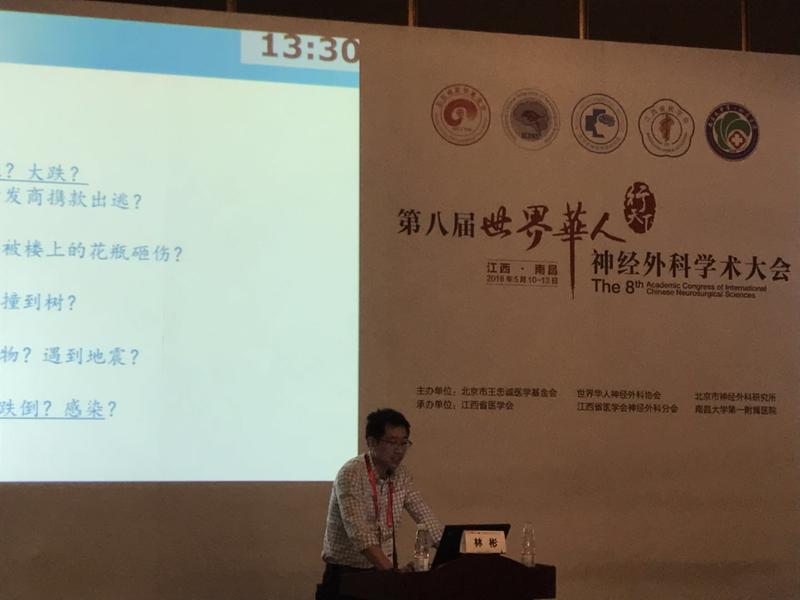 13:30
? 大跌?
发商携款出逃?
被楼上的花瓶砸伤?
撞到树?
物? 遇到地震?
跌倒? 感染?
第八届世界華人
行天下
江西·南昌
2018年5月10-13日
神经外科学术大会
The 8th Academic Congress of International
Chinese Neurosurgical Sciences
主办单位: 北京市王忠诚医学基金会 世界华人神经外科协会 北京市神经外科研究所
承办单位: 江西省医学会 江西省医学会神经外科分会 南昌大学第一附属医院
林 彬